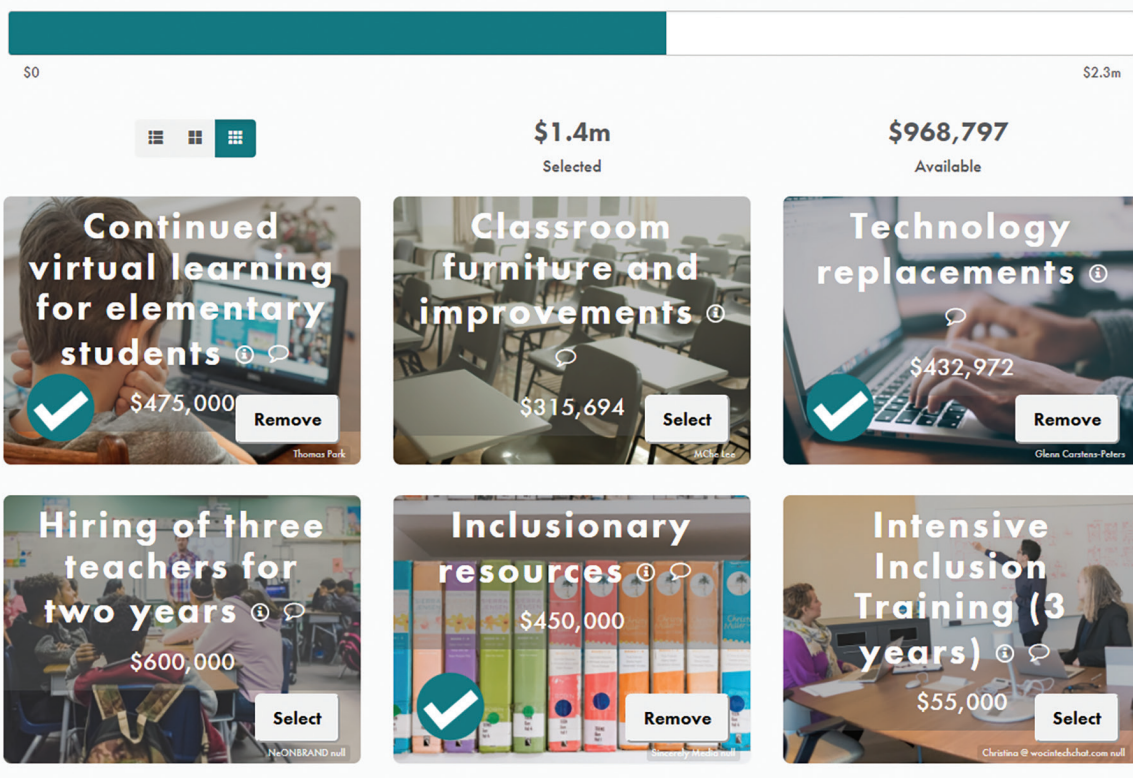 $0
$2.3m
$1.4m
$968,797
Selected
Available
Continued
virtual learning
for elementary
students
$475,000
Remove
Thomas Park
Classroom
furniture and
improvements
$315,694
Select
MChe Lee
Technology
replacements
$432,972
Remove
Glenn Carstens-Peters
Hiring of three
teachers for
two years
$600,000
Select
NeONBRAND null
Inclusionary
resources
$450,000
Remove
Sincerely Media null
Intensive
Inclusion
Training (3
years)
$55,000
Select
Christina @ wocintechchat.com null